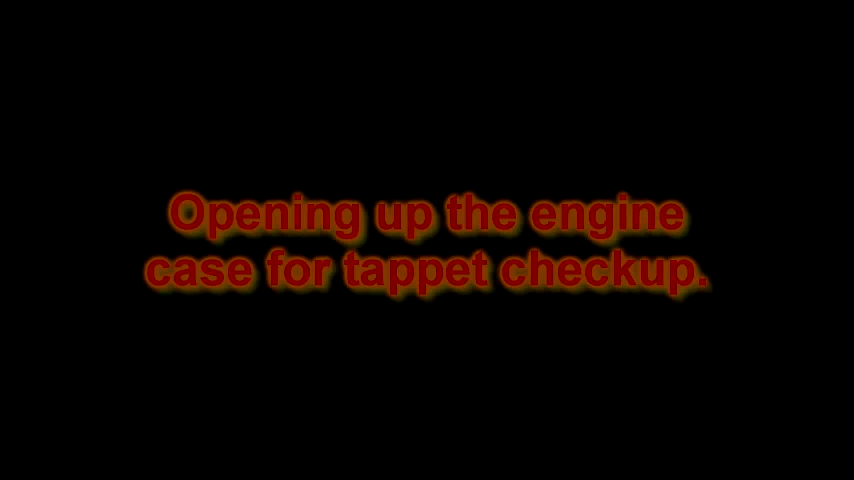 Opening up the engine
case for tappet checkup.